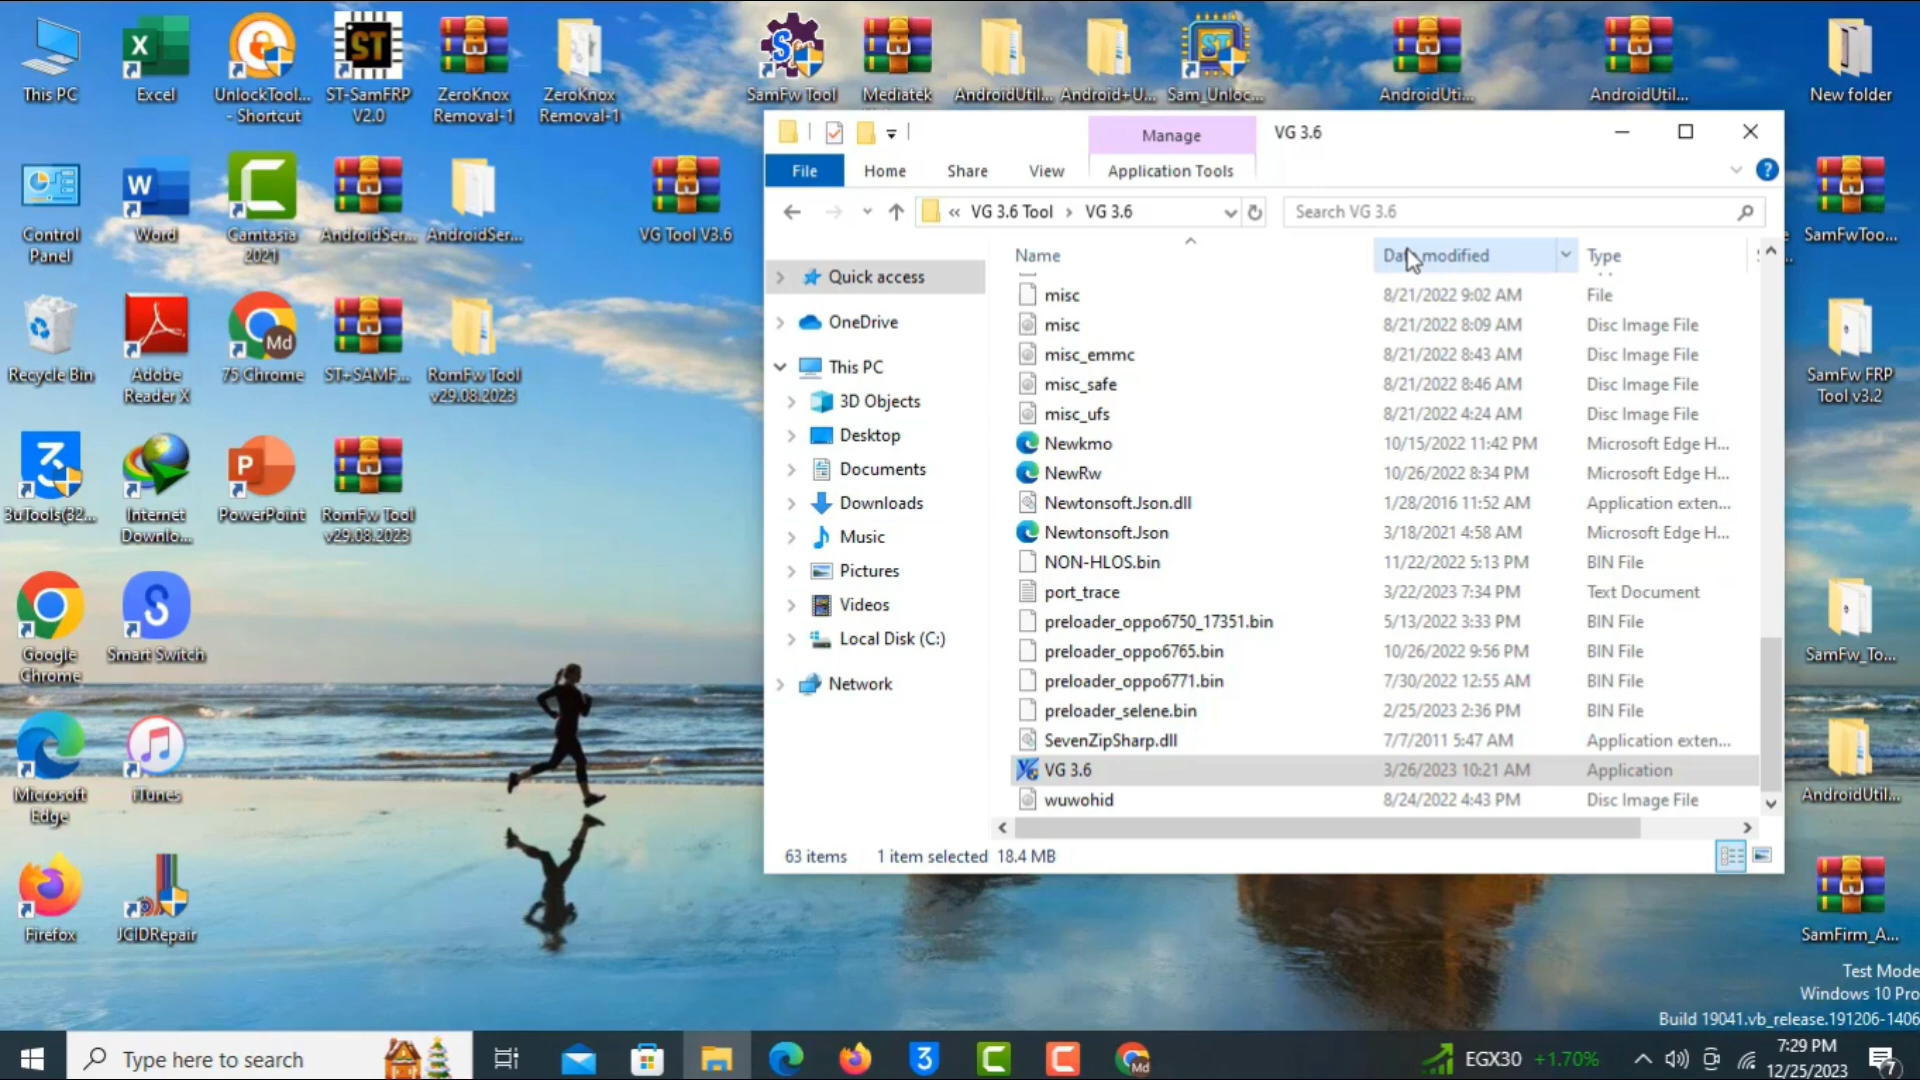 This PC
Excel
UnlockTool...
- Shortcut
ST-SamFRP
V2.0
ZeroKnox
Removal-1
ZeroKnox
Removal-1
SamFw Tool
Mediatek
AndroidUtil...
Android+U...
Sam_Unloc...
AndroidUti...
AndroidUtil...
New folder
Control
Panel
Word
Camtasia
2021
AndroidSer...
AndroidSer...
VG Tool V3.6
SamFwToo...
Recycle Bin
Adobe
Reader X
75 Chrome
ST+SAMF...
RomFw Tool
v29.08.2023
SamFw FRP
Tool v3.2
3uTools(32...
Internet
Downlo...
PowerPoint
RomFw Tool
v29.08.2023
Google
Chrome
Smart Switch
SamFw_To...
Microsoft
Edge
iTunes
AndroidUtil...
Firefox
JCIDRepair
SamFirm_A...
Manage
VG 3.6
File
Home
Share
View
Application Tools
« VG 3.6 Tool › VG 3.6
Search VG 3.6
Name
modified
Type
Quick access
OneDrive
This PC
3D Objects
Desktop
Documents
Downloads
Music
Pictures
Videos
Local Disk (C:)
Network
misc 8/21/2022 9:02 AM File
misc 8/21/2022 8:09 AM Disc Image File
misc_emmc 8/21/2022 8:43 AM Disc Image File
misc_safe 8/21/2022 8:46 AM Disc Image File
misc_ufs 8/21/2022 4:24 AM Disc Image File
Newkmo 10/15/2022 11:42 PM Microsoft Edge H...
NewRw 10/26/2022 8:34 PM Microsoft Edge H...
Newtonsoft.Json.dll 1/28/2016 11:52 AM Application exten...
Newtonsoft.Json 3/18/2021 4:58 AM Microsoft Edge H...
NON-HLOS.bin 11/22/2022 5:13 PM BIN File
port_trace 3/22/2023 7:34 PM Text Document
preloader_oppo6750_17351.bin 5/13/2022 3:33 PM BIN File
preloader_oppo6765.bin 10/26/2022 9:56 PM BIN File
preloader_oppo6771.bin 7/30/2022 12:55 AM BIN File
preloader_selene.bin 2/25/2023 2:36 PM BIN File
SevenZipSharp.dll 7/7/2011 5:47 AM Application exten...
VG 3.6 3/26/2023 10:21 AM Application
wuwohid 8/24/2022 4:43 PM Disc Image File
63 items 1 item selected 18.4 MB
Test Mode
Windows 10 Pro
Build 19041.vb_release.191206-1406
Type here to search
EGX30 +1.70%
7:29 PM
12/25/2023
7